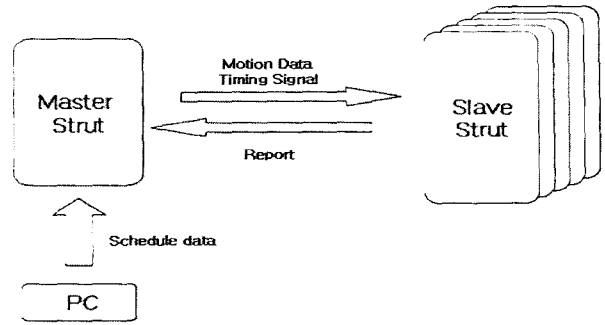 Motion Data
Timing Signal
Master
Strut
Slave
Strut
Report
Schedule data
PC